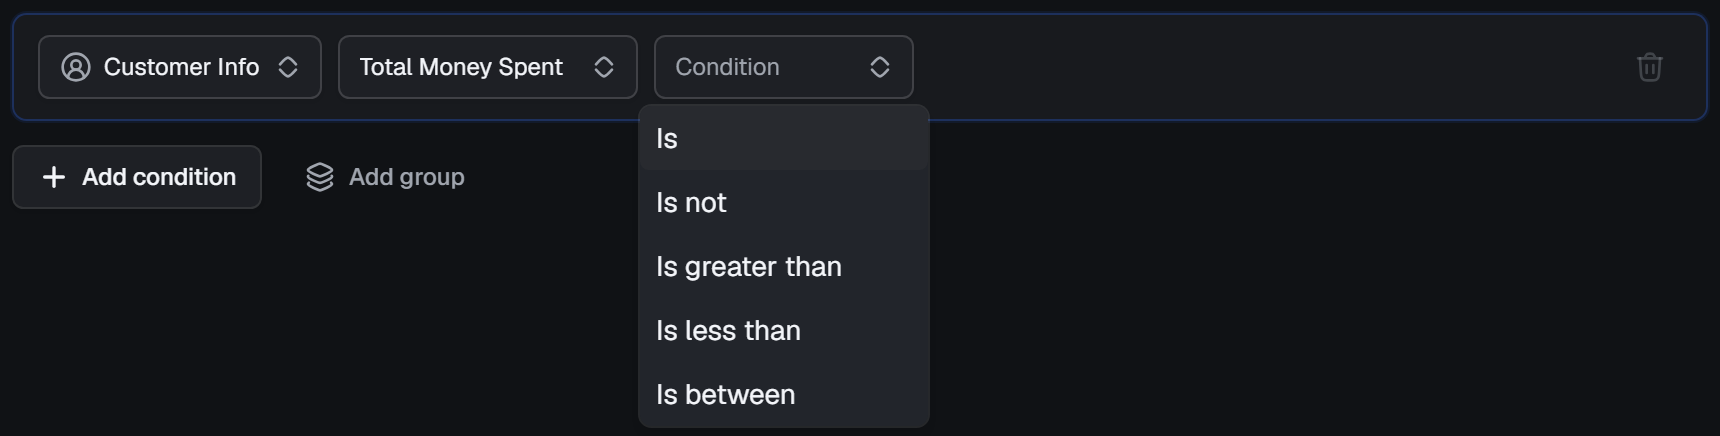 Customer Info
Total Money Spent
Condition
Is
Is not
Is greater than
Is less than
Is between
Add condition
Add group